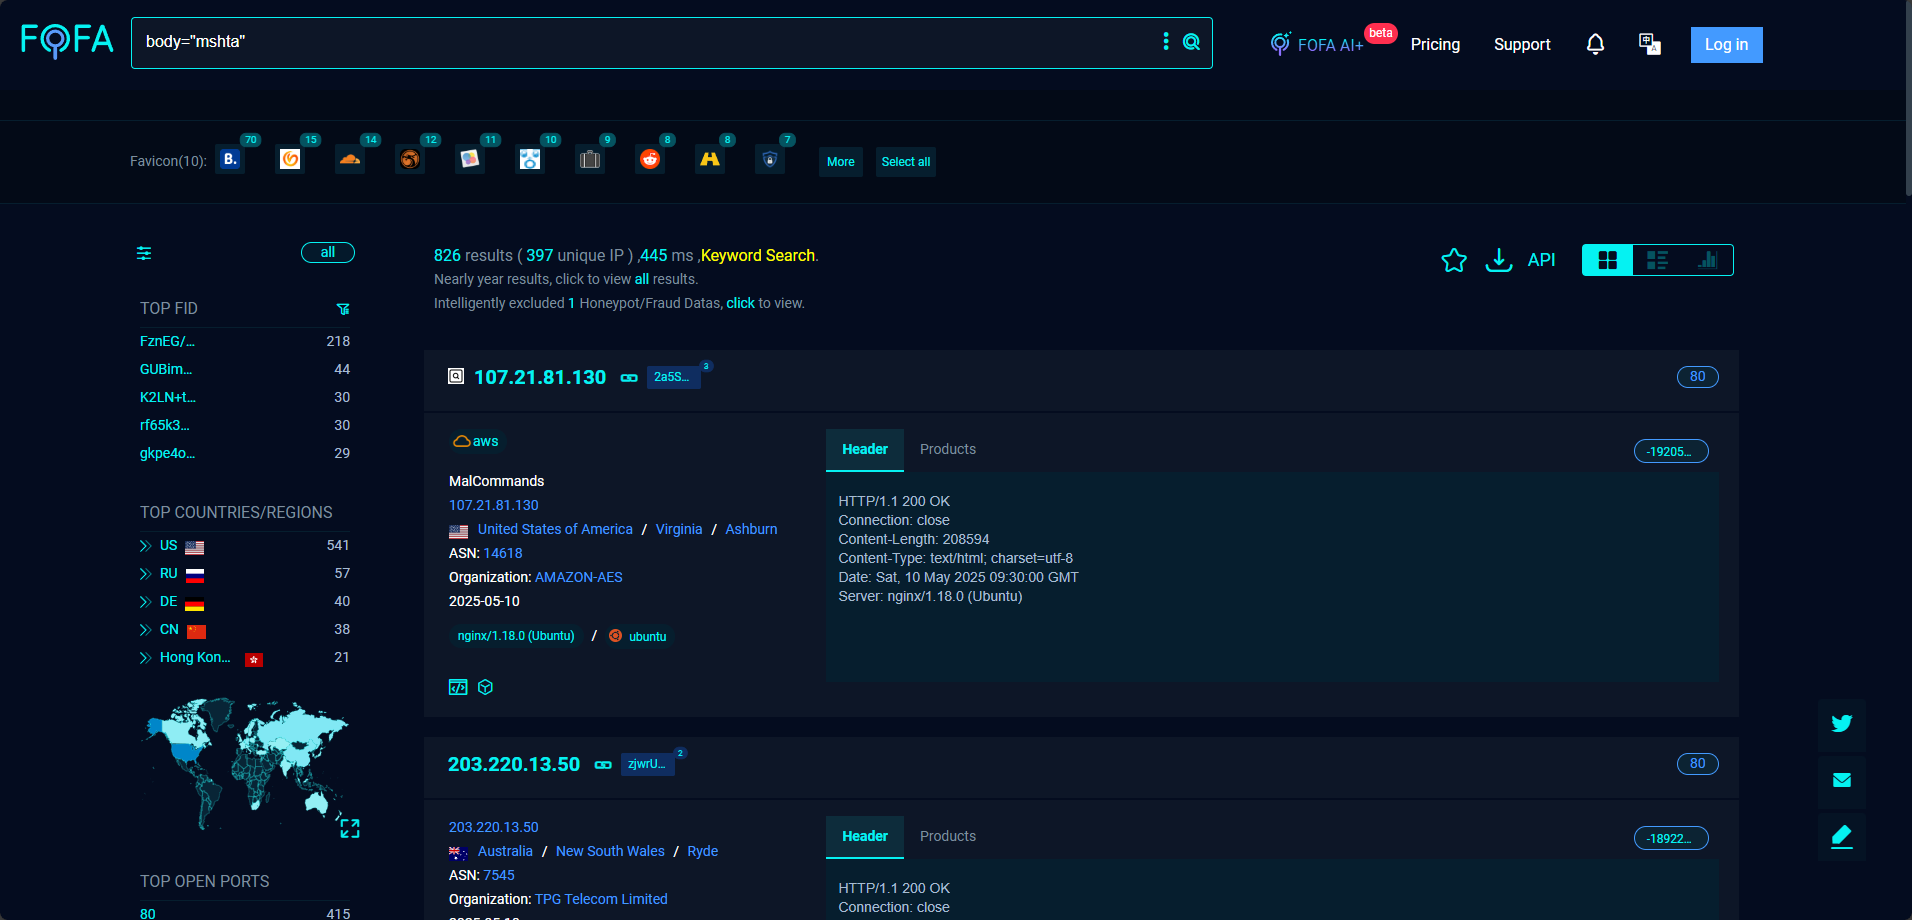 FOFA
body="mshta"
FOFA AI+
beta
Pricing
Support
Log in
Favicon(10):
70
15
14
12
11
10
9
8
8
7
More
Select all
all
TOP FID
FznEG/... 218
GUBim... 44
K2LN+t... 30
rf65k3... 30
gkpe4o... 29
TOP COUNTRIES/REGIONS
US 541
RU 57
DE 40
CN 38
Hong Kon... 21
TOP OPEN PORTS
80 415
826 results ( 397 unique IP ) ,445 ms ,Keyword Search.
Nearly year results, click to view all results.
Intelligently excluded 1 Honeypot/Fraud Datas, click to view.
API
107.21.81.130
2a5S...
3
80
aws
MalCommands
107.21.81.130
United States of America / Virginia / Ashburn
ASN: 14618
Organization: AMAZON-AES
2025-05-10
nginx/1.18.0 (Ubuntu) / ubuntu
Header
Products
-19205...
HTTP/1.1 200 OK
Connection: close
Content-Length: 208594
Content-Type: text/html; charset=utf-8
Date: Sat, 10 May 2025 09:30:00 GMT
Server: nginx/1.18.0 (Ubuntu)
203.220.13.50
zjwrU...
2
80
203.220.13.50
Australia / New South Wales / Ryde
ASN: 7545
Organization: TPG Telecom Limited
Header
Products
-18922...
HTTP/1.1 200 OK
Connection: close